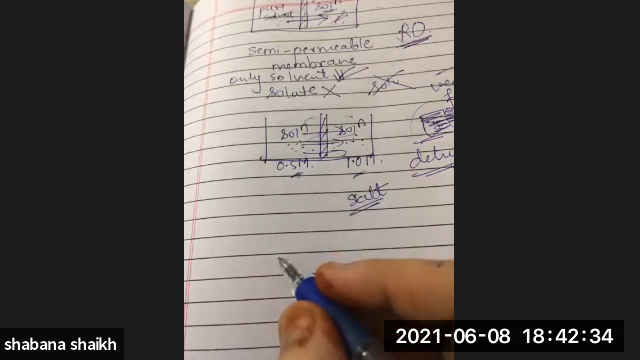 pure
solvent
solⁿ
semi-permeable
RO
membrane
only solvent
solute
solⁿ solⁿ
0.5M. 1.0M.
salt
shabana shaikh
2021-06-08 18:42:34